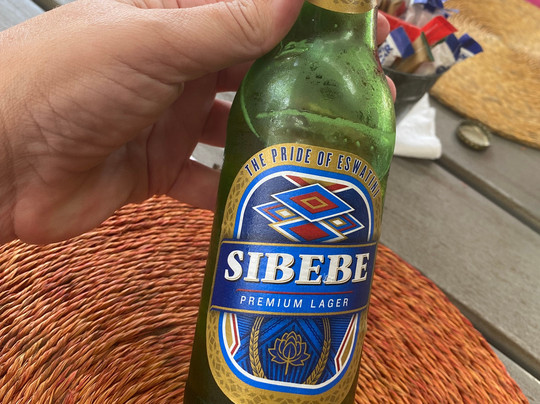 THE PRIDE OF ESWATINI
SIBEBE
PREMIUM LAGER